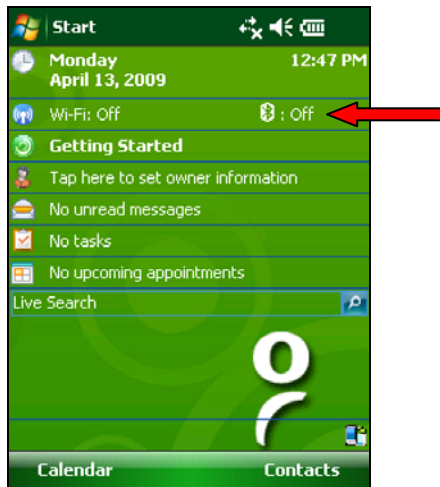 Start
Monday 12:47 PM
April 13, 2009
Wi-Fi: Off : Off
Getting Started
Tap here to set owner information
No unread messages
No tasks
No upcoming appointments
Live Search
Calendar Contacts